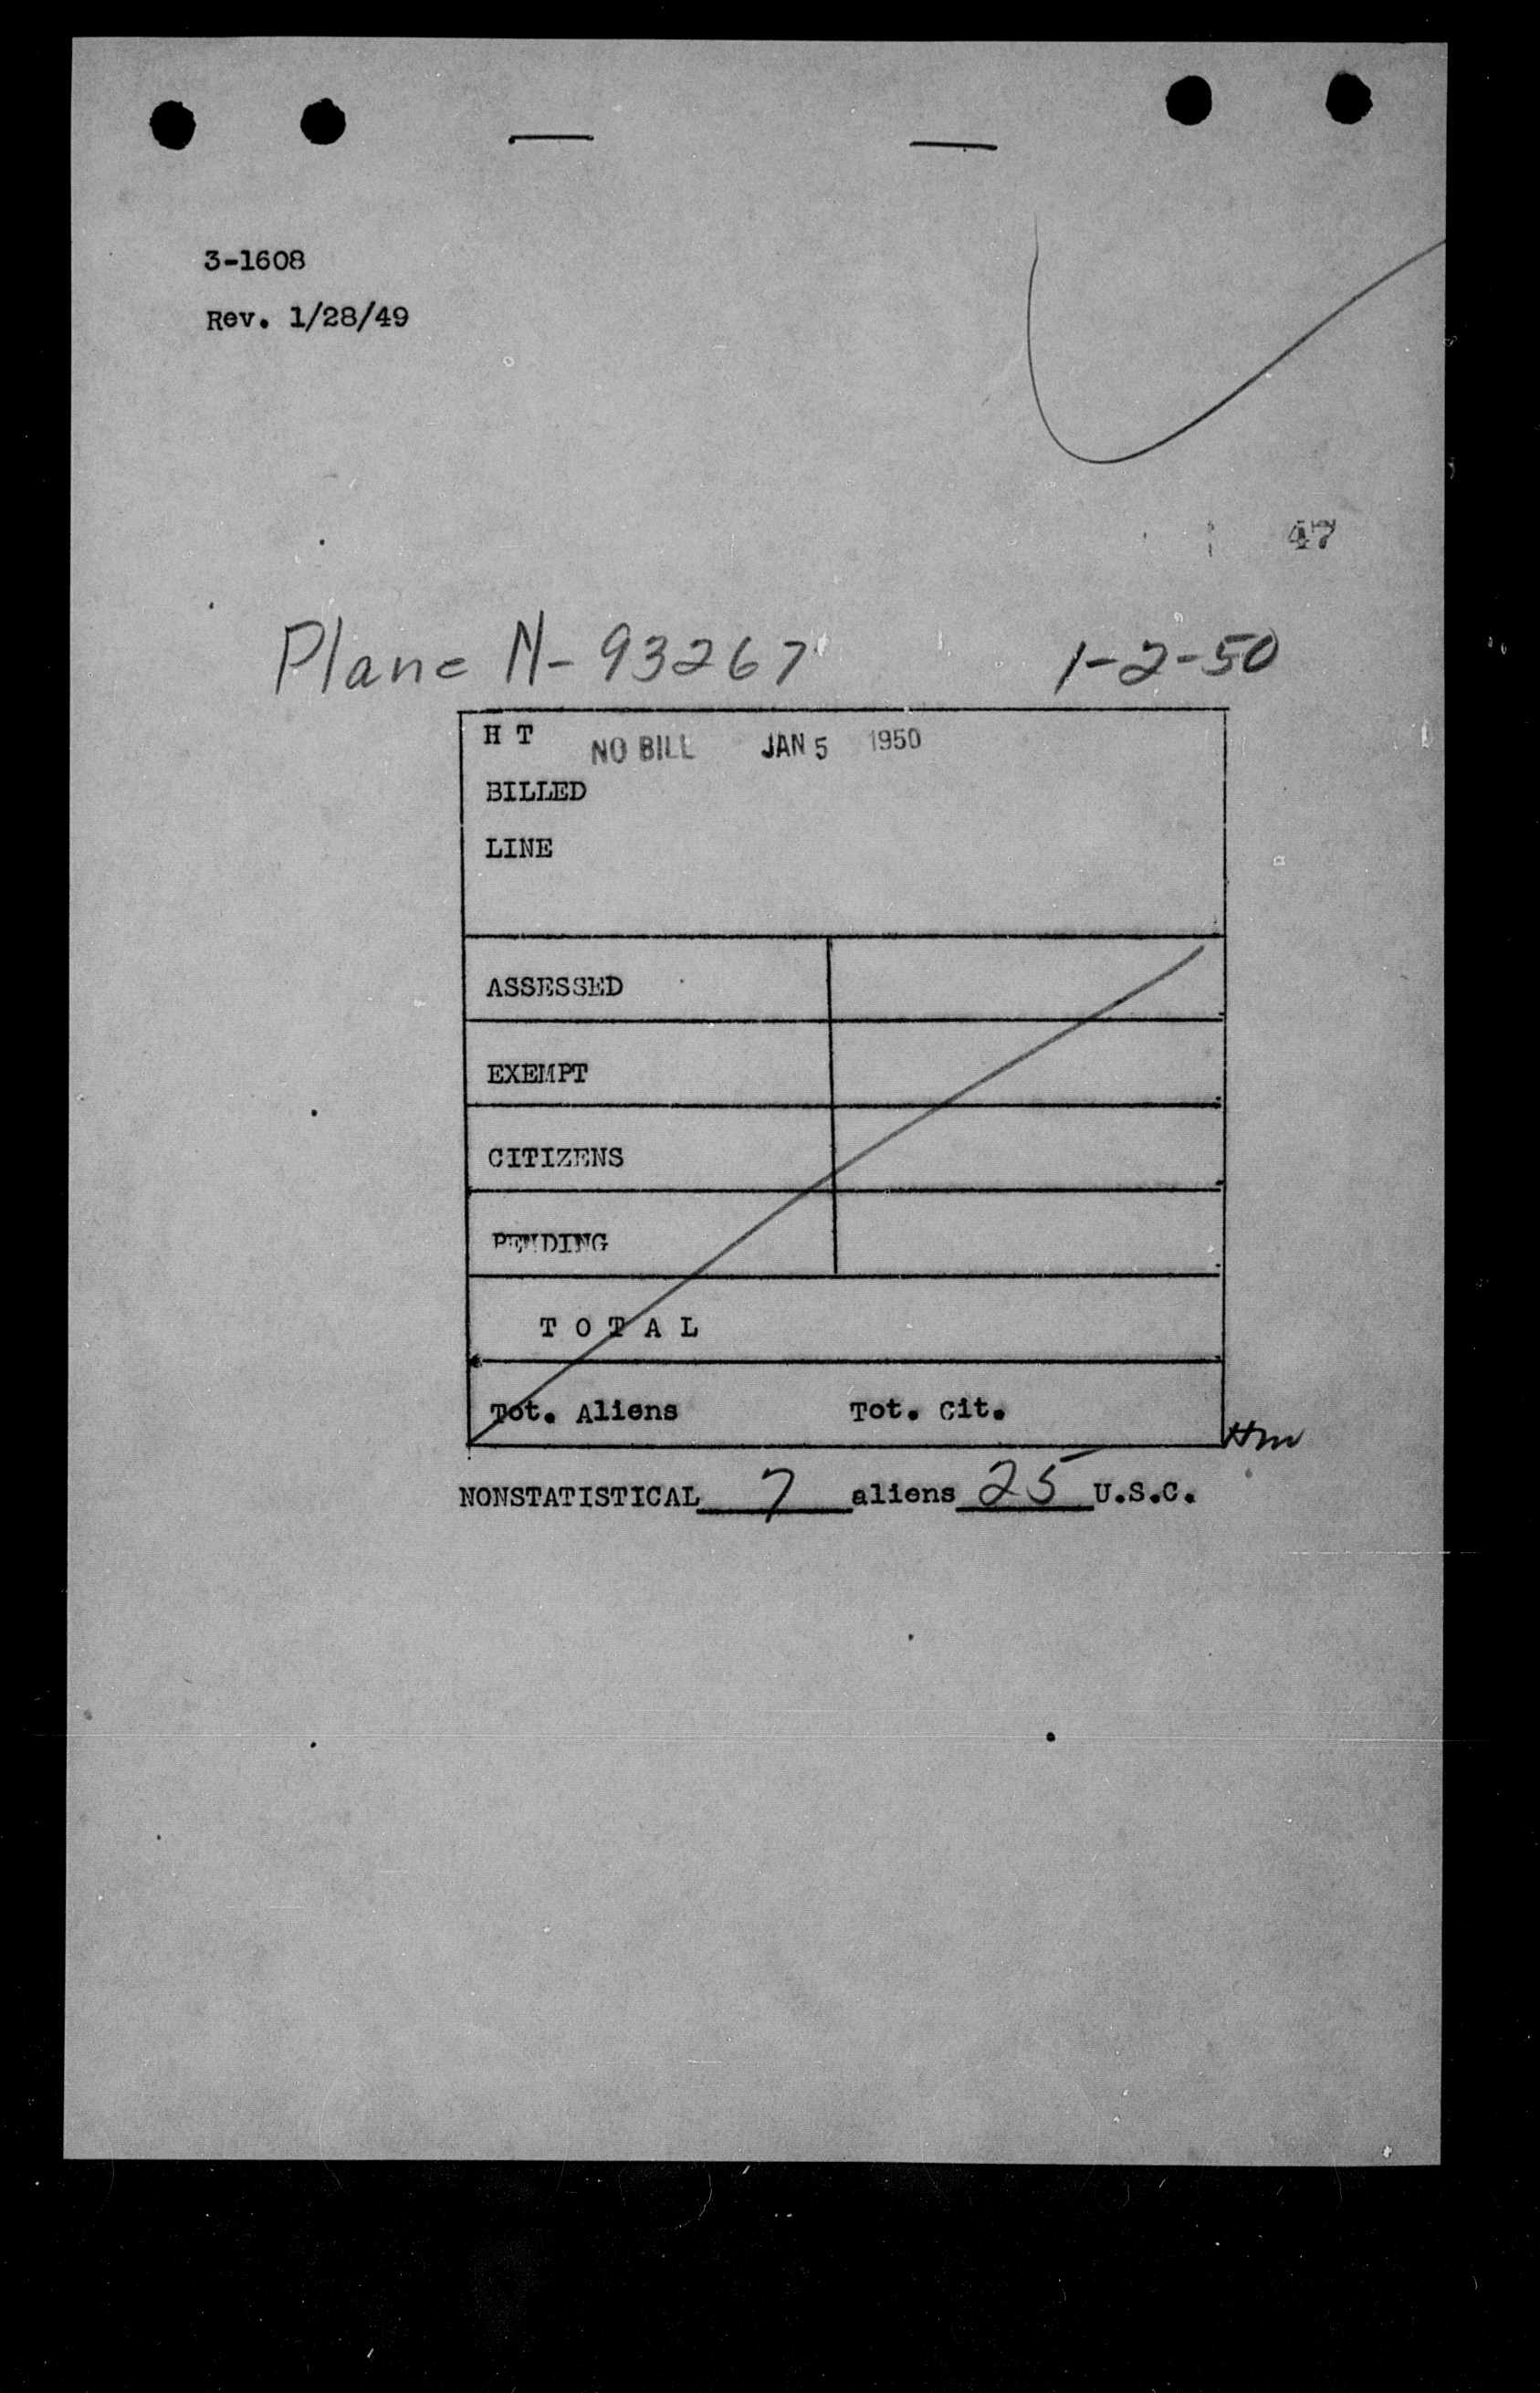 3-1608
Rev. 1/28/49
47
Plane N-93267 1-2-50
H T NO BILL JAN 5 1950
BILLED
LINE
ASSESSED
EXEMPT
CITIZENS
PENDING
T O T A L
Tot. Aliens Tot. Cit.
Hm
NONSTATISTICAL 7 aliens 25 U.S.C.